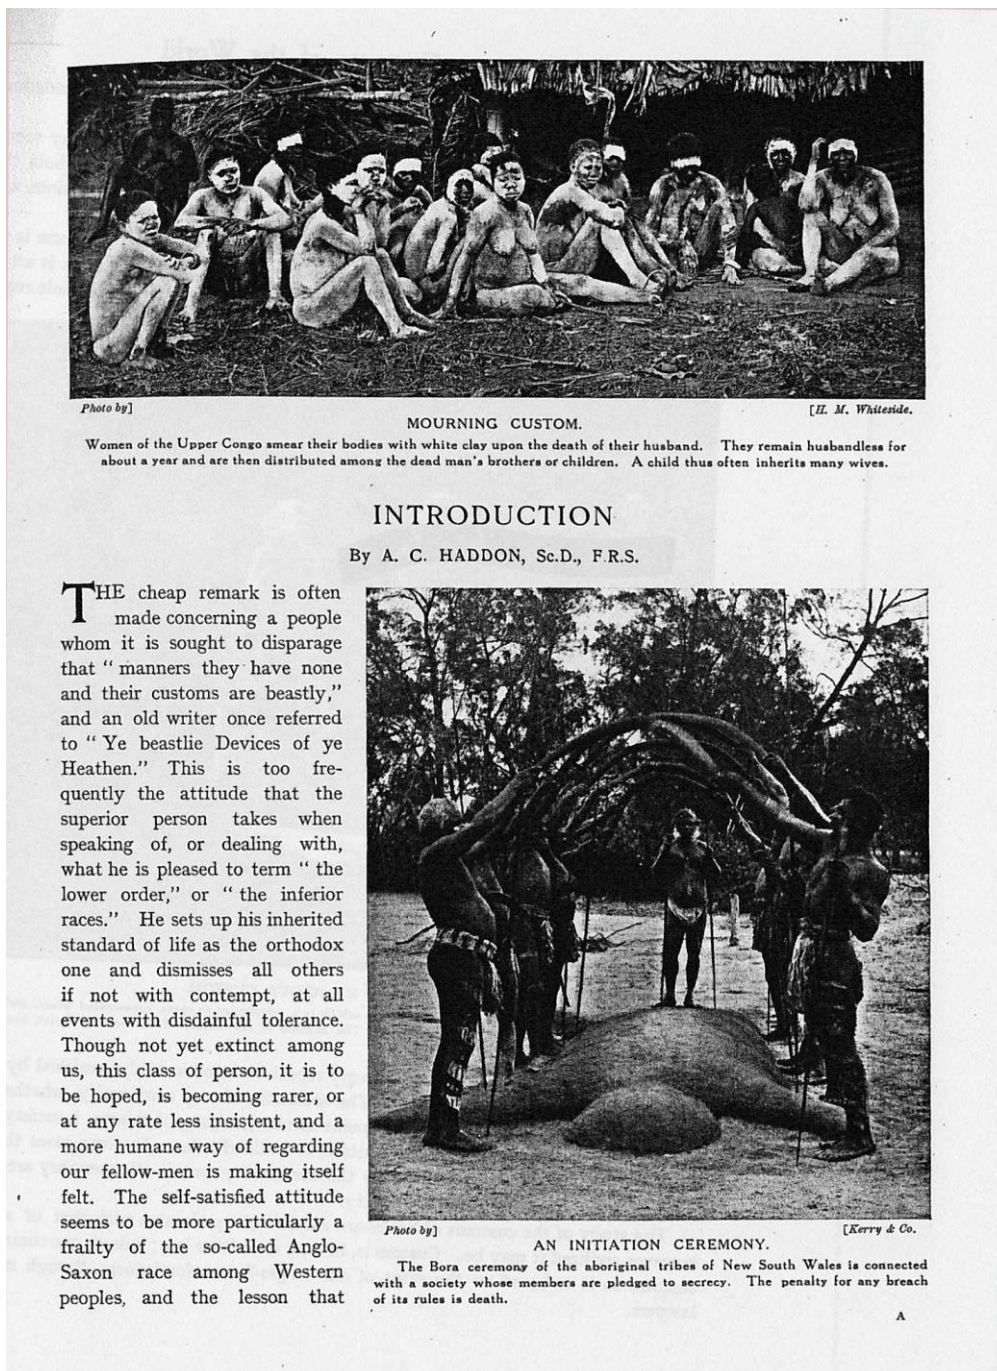 Photo by]
[H. M. Whiteside.
MOURNING CUSTOM.
Women of the Upper Congo smear their bodies with white clay upon the death of their husband. They remain husbandless for
about a year and are then distributed among the dead man's brothers or children. A child thus often inherits many wives.
INTRODUCTION
By A. C. HADDON, Sc.D., F.R.S.
THE cheap remark is often
made concerning a people
whom it is sought to disparage
that “ manners they have none
and their customs are beastly,”
and an old writer once referred
to “ Ye beastlie Devices of ye
Heathen.” This is too fre-
quently the attitude that the
superior person takes when
speaking of, or dealing with,
what he is pleased to term “ the
lower order,” or “ the inferior
races.” He sets up his inherited
standard of life as the orthodox
one and dismisses all others
if not with contempt, at all
events with disdainful tolerance.
Though not yet extinct among
us, this class of person, it is to
be hoped, is becoming rarer, or
at any rate less insistent, and a
more humane way of regarding
our fellow-men is making itself
felt. The self-satisfied attitude
seems to be more particularly a
frailty of the so-called Anglo-
Saxon race among Western
peoples, and the lesson that
Photo by]
[Kerry & Co.
AN INITIATION CEREMONY.
The Bora ceremony of the aboriginal tribes of New South Wales is connected
with a society whose members are pledged to secrecy. The penalty for any breach
of its rules is death.
A